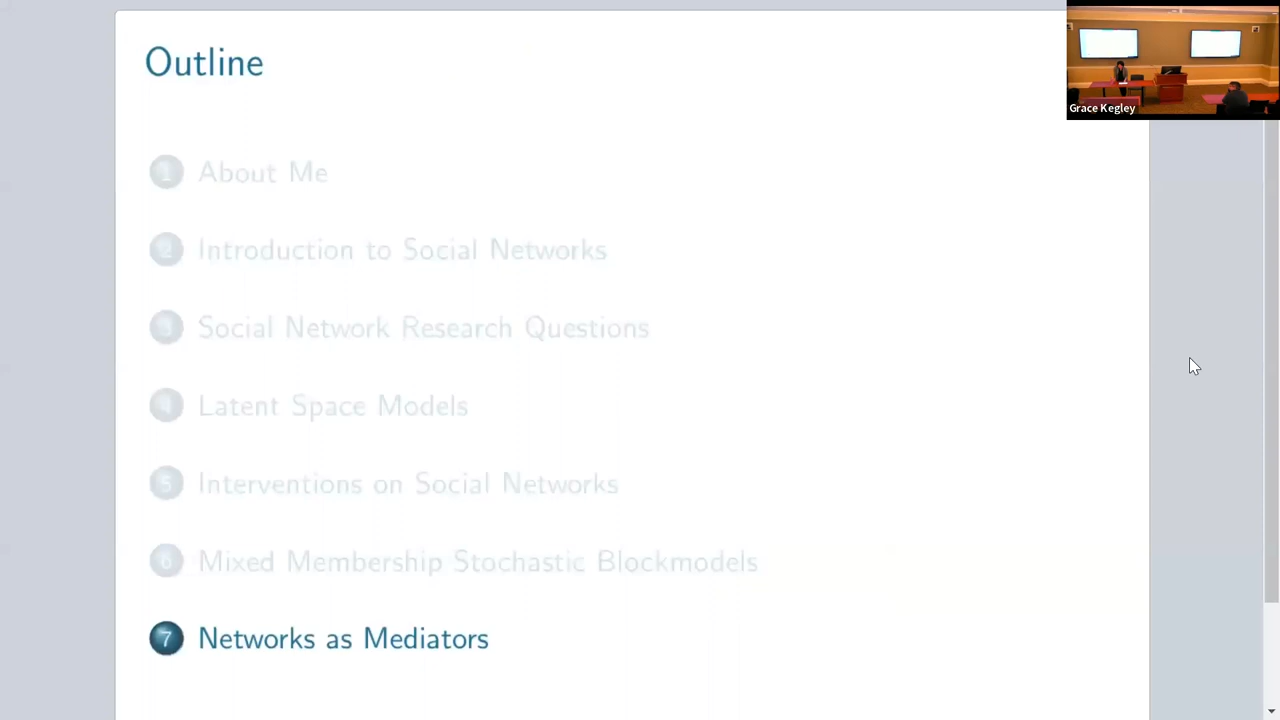 Outline
Grace Kegley
1 About Me
2 Introduction to Social Networks
3 Social Network Research Questions
4 Latent Space Models
5 Interventions on Social Networks
6 Mixed Membership Stochastic Blockmodels
7 Networks as Mediators